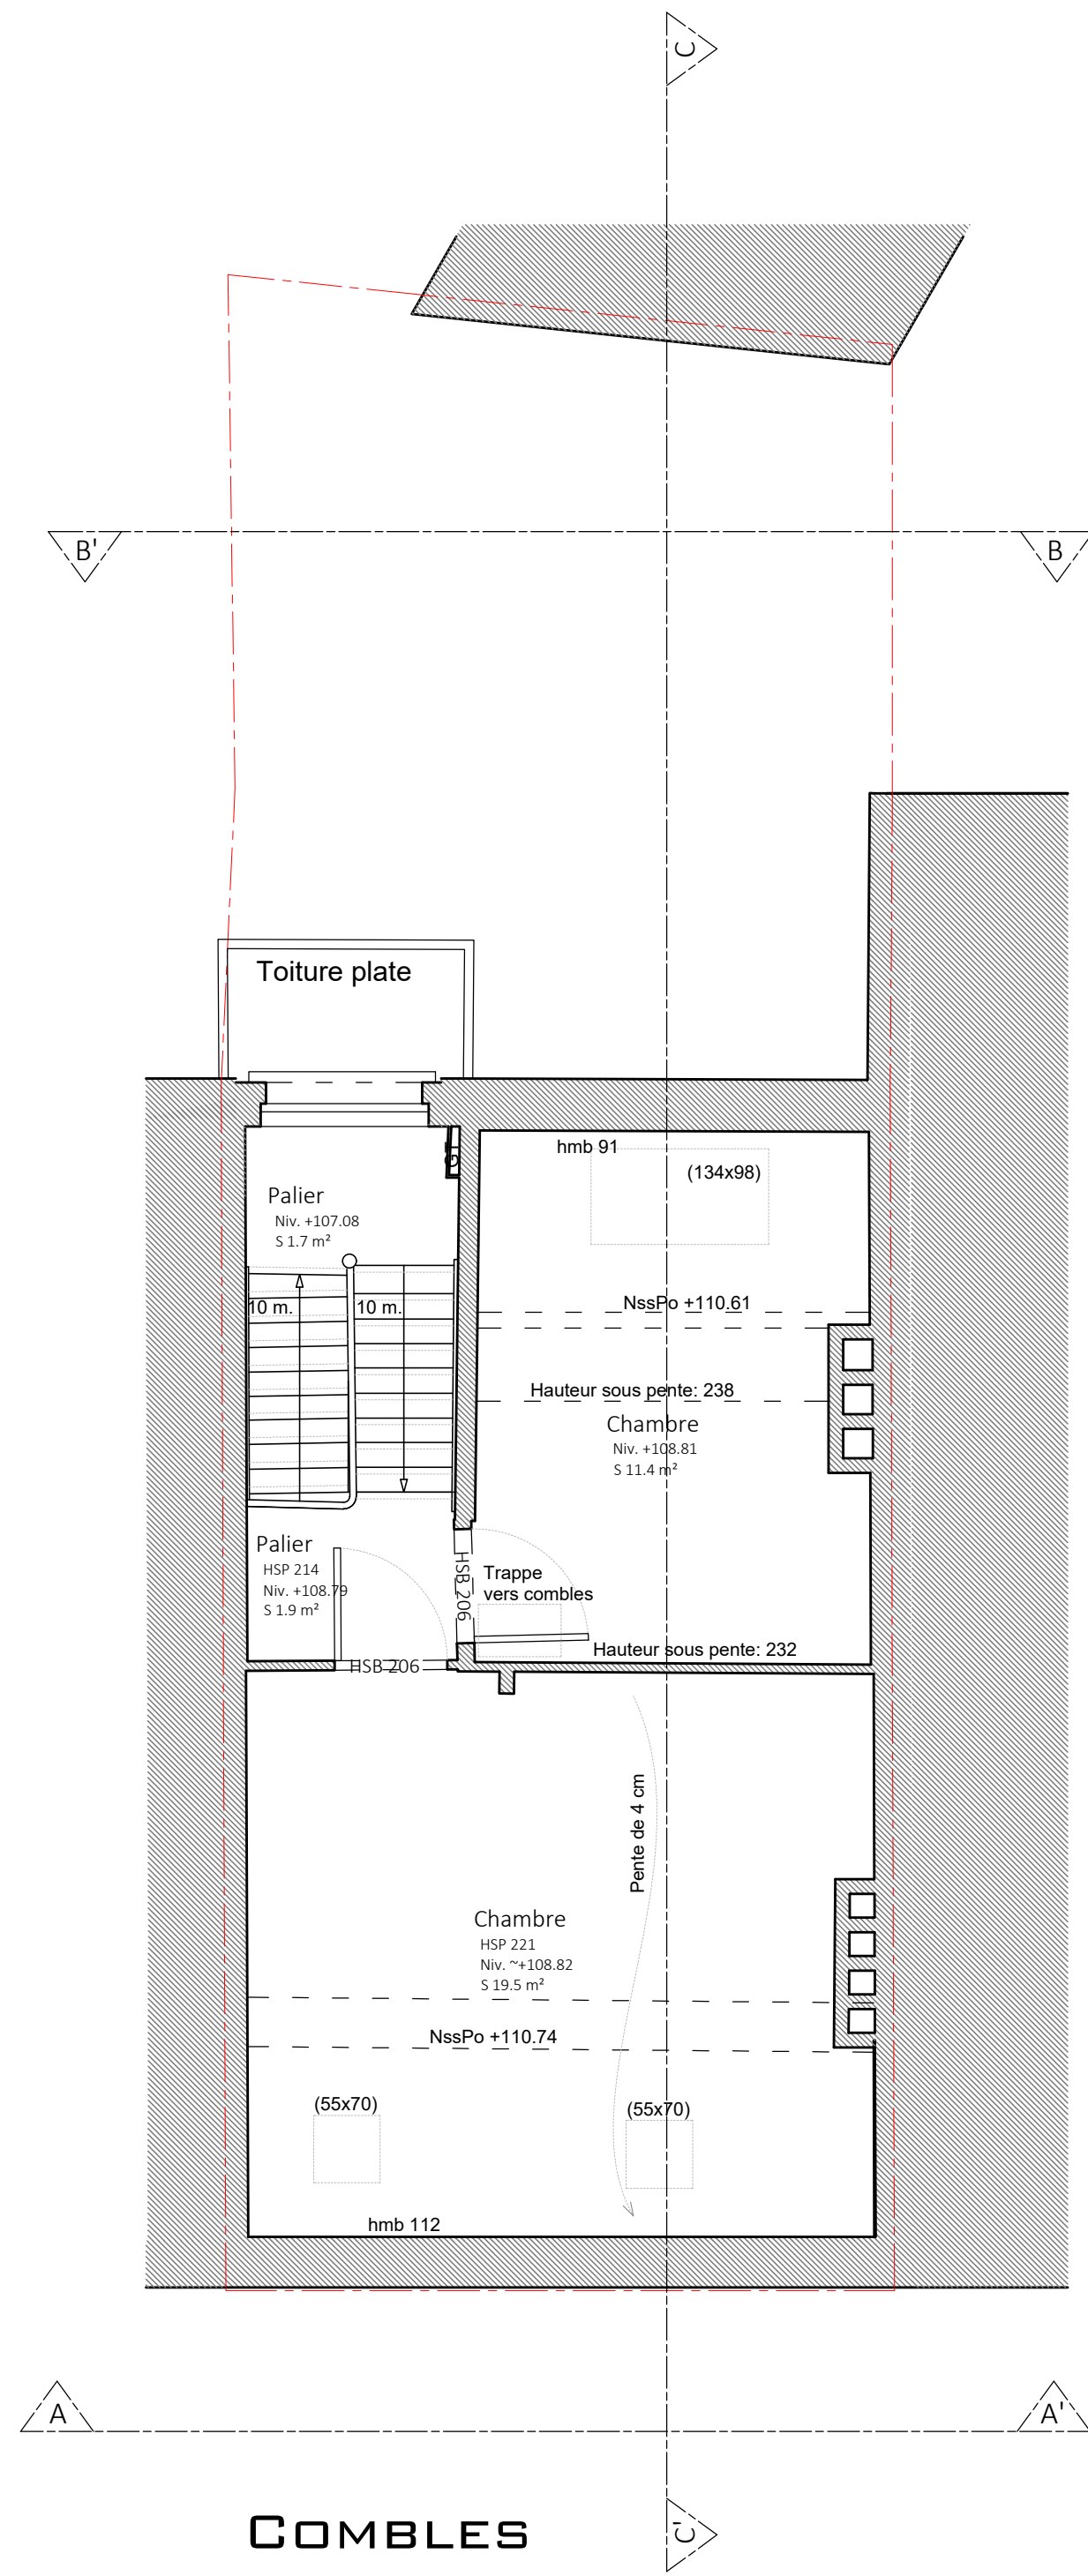 C
B'
B
Toiture plate
hmb 91
(134x98)
Palier
Niv. +107.08
S 1.7 m²
10 m.
10 m.
NssPo +110.61
Hauteur sous pente: 238
Chambre
Niv. +108.81
S 11.4 m²
Palier
HSP 214
Niv. +108.79
S 1.9 m²
HSB 206
Trappe
vers combles
Hauteur sous pente: 232
HSB 206
Pente de 4 cm
Chambre
HSP 221
Niv. ~+108.82
S 19.5 m²
NssPo +110.74
(55x70)
(55x70)
hmb 112
A
A'
COMBLES
C'